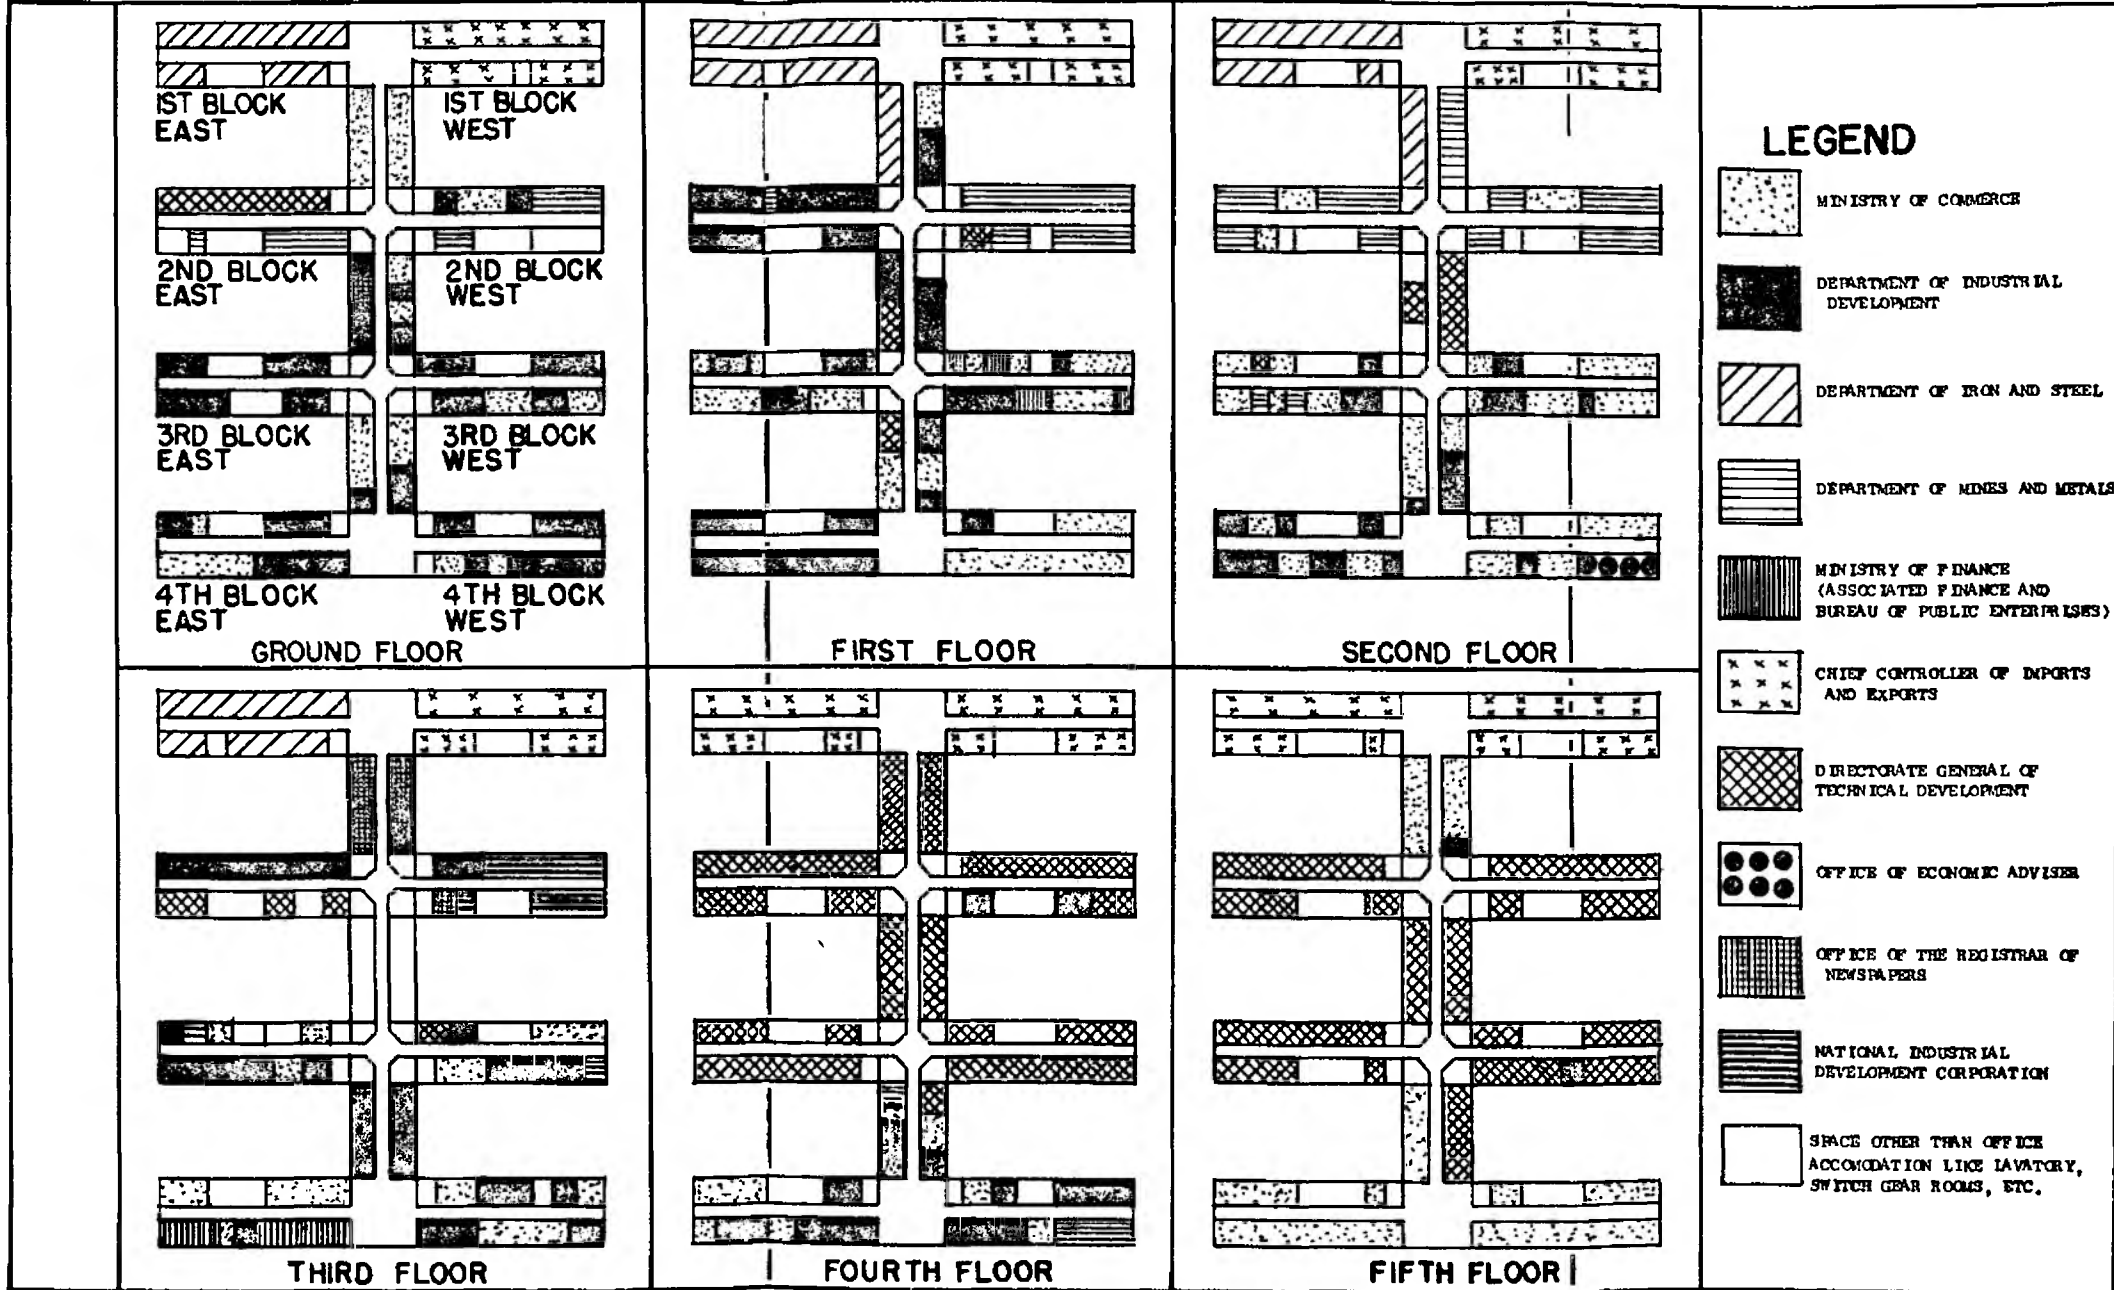 1ST BLOCK
EAST
1ST BLOCK
WEST
2ND BLOCK
EAST
2ND BLOCK
WEST
3RD BLOCK
EAST
3RD BLOCK
WEST
4TH BLOCK
EAST
4TH BLOCK
WEST
GROUND FLOOR
FIRST FLOOR
SECOND FLOOR
THIRD FLOOR
FOURTH FLOOR
FIFTH FLOOR
LEGEND
MINISTRY OF COMMERCE
DEPARTMENT OF INDUSTRIAL
DEVELOPMENT
DEPARTMENT OF IRON AND STEEL
DEPARTMENT OF MINES AND METALS
MINISTRY OF FINANCE
(ASSOCIATED FINANCE AND
BUREAU OF PUBLIC ENTERPRISES)
CHIEF CONTROLLER OF IMPORTS
AND EXPORTS
DIRECTORATE GENERAL OF
TECHNICAL DEVELOPMENT
OFFICE OF ECONOMIC ADVISER
OFFICE OF THE REGISTRAR OF
NEWSPAPERS
NATIONAL INDUSTRIAL
DEVELOPMENT CORPORATION
SPACE OTHER THAN OFFICE
ACCOMODATION LIKE LAVATORY,
SWITCH GEAR ROOMS, ETC.